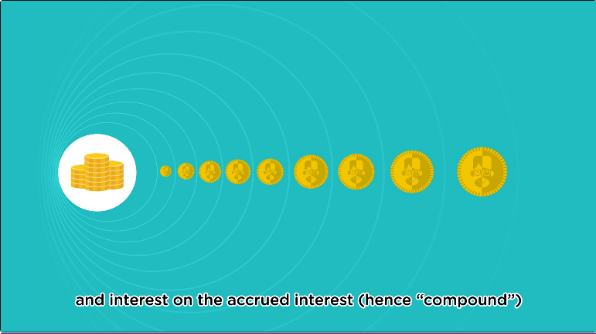 and interest on the accrued interest (hence “compound”)